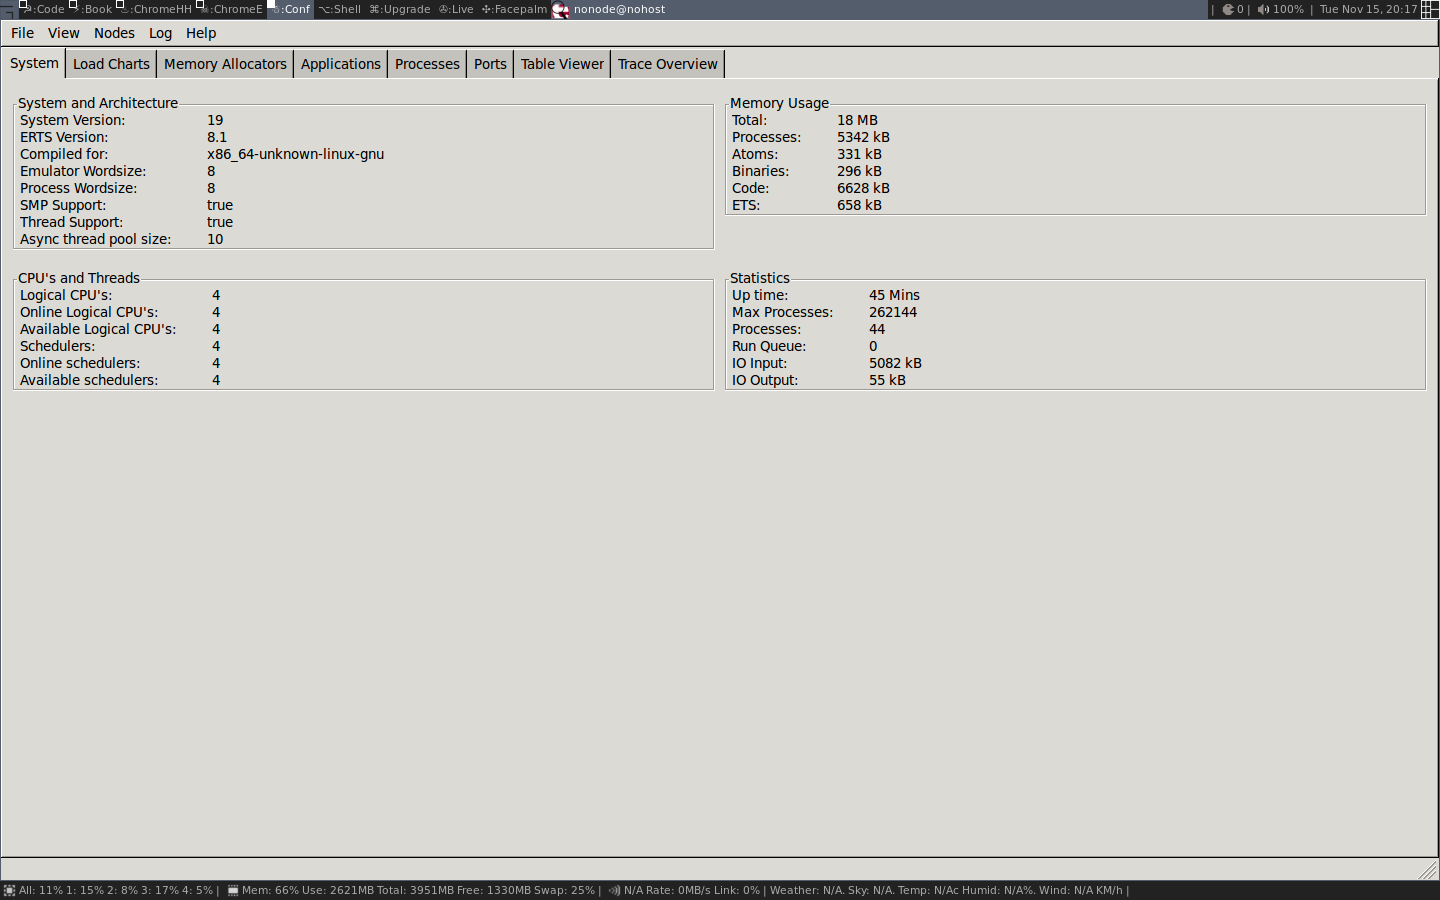 :Code :Book :ChromeHH :ChromeE :Conf :Shell :Upgrade :Live :Facepalm nonode@nohost | 0 | 100% | Tue Nov 15, 20:17
File View Nodes Log Help
System Load Charts Memory Allocators Applications Processes Ports Table Viewer Trace Overview
System and Architecture
System Version: 19
ERTS Version: 8.1
Compiled for: x86_64-unknown-linux-gnu
Emulator Wordsize: 8
Process Wordsize: 8
SMP Support: true
Thread Support: true
Async thread pool size: 10
Memory Usage
Total: 18 MB
Processes: 5342 kB
Atoms: 331 kB
Binaries: 296 kB
Code: 6628 kB
ETS: 658 kB
CPU's and Threads
Logical CPU's: 4
Online Logical CPU's: 4
Available Logical CPU's: 4
Schedulers: 4
Online schedulers: 4
Available schedulers: 4
Statistics
Up time: 45 Mins
Max Processes: 262144
Processes: 44
Run Queue: 0
IO Input: 5082 kB
IO Output: 55 kB
All: 11% 1: 15% 2: 8% 3: 17% 4: 5% | Mem: 66% Use: 2621MB Total: 3951MB Free: 1330MB Swap: 25% | N/A Rate: 0MB/s Link: 0% | Weather: N/A. Sky: N/A. Temp: N/Ac Humid: N/A%. Wind: N/A KM/h |